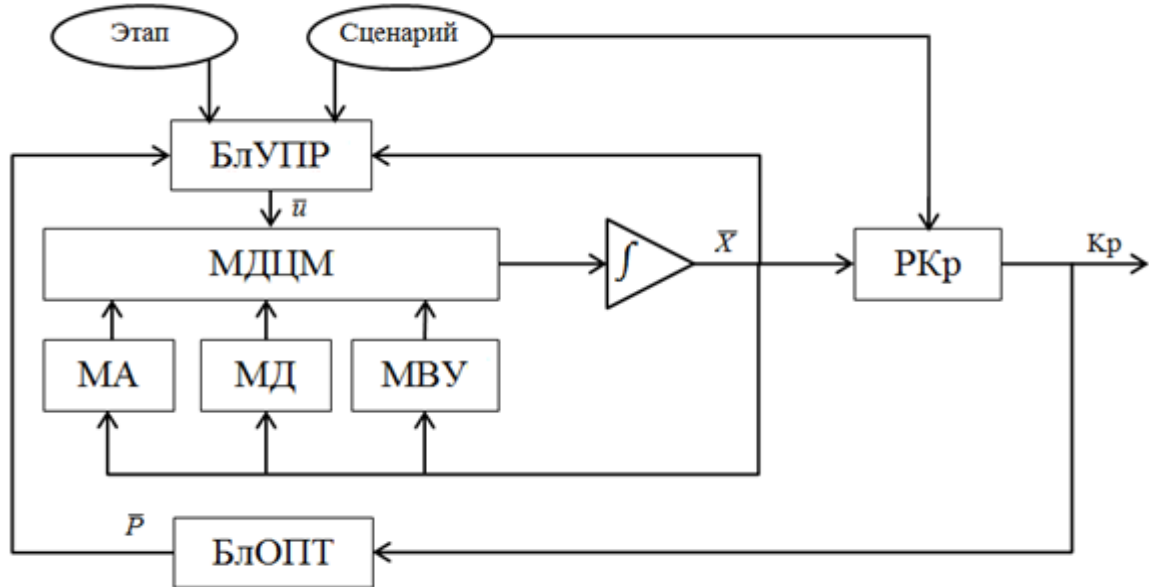 Этап
Сценарий
БлУПР
u̅
МДЦМ
∫
X̅
РКр
Кр
МА
МД
МВУ
P̅
БлОПТ